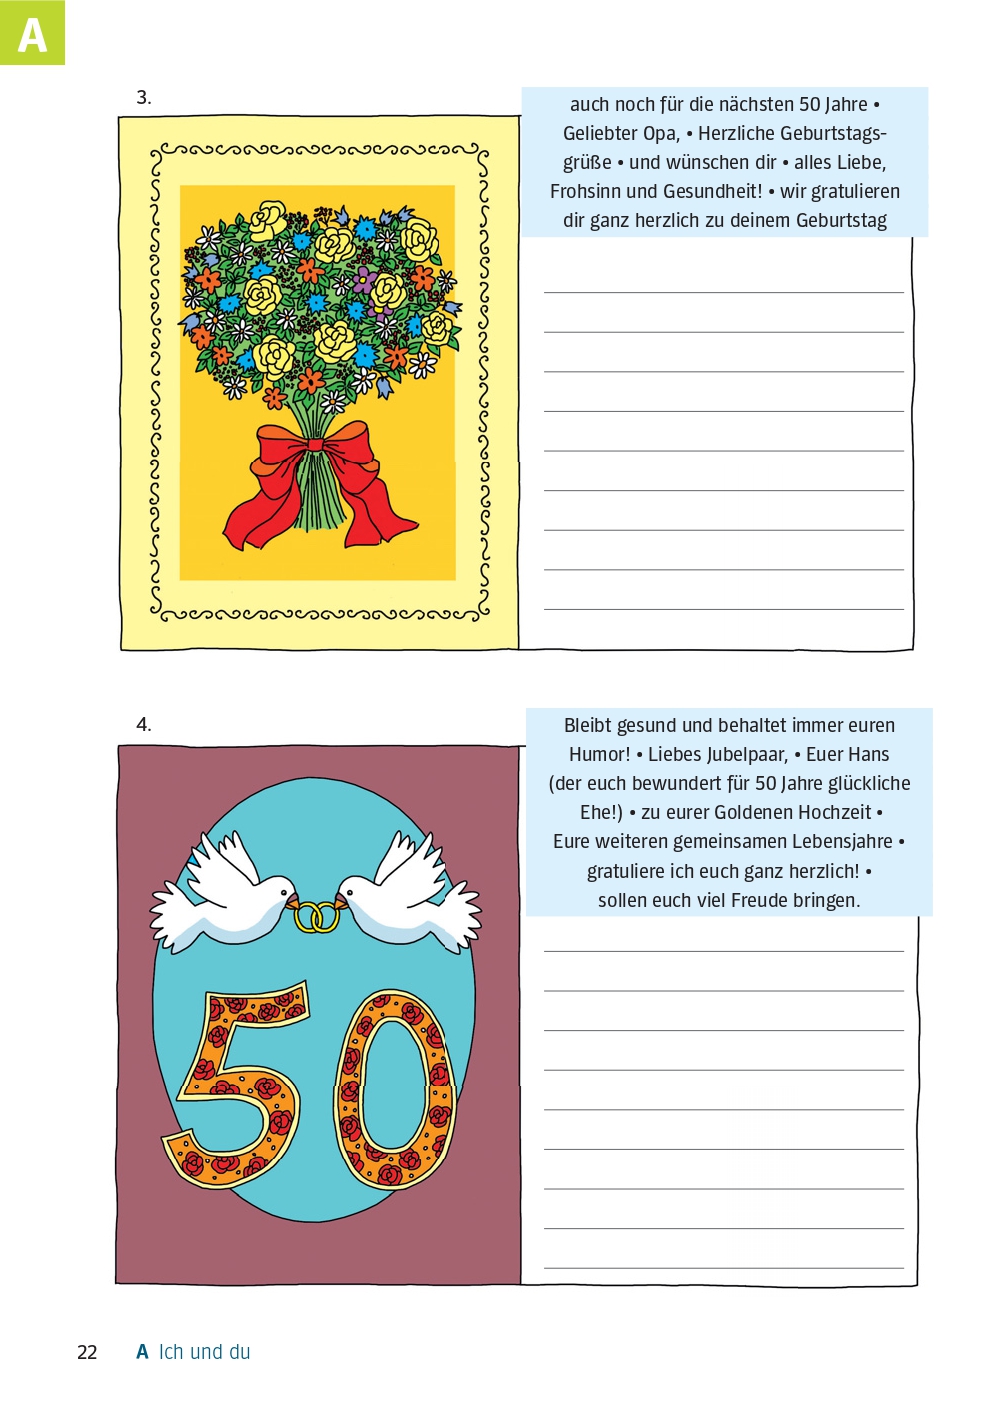 A
3.
auch noch für die nächsten 50 Jahre •
Geliebter Opa, • Herzliche Geburtstags-
grüße • und wünschen dir • alles Liebe,
Frohsinn und Gesundheit! • wir gratulieren
dir ganz herzlich zu deinem Geburtstag
4.
Bleibt gesund und behaltet immer euren
Humor! • Liebes Jubelpaar, • Euer Hans
(der euch bewundert für 50 Jahre glückliche
Ehe!) • zu eurer Goldenen Hochzeit •
Eure weiteren gemeinsamen Lebensjahre •
gratuliere ich euch ganz herzlich! •
sollen euch viel Freude bringen.
50
22 A Ich und du